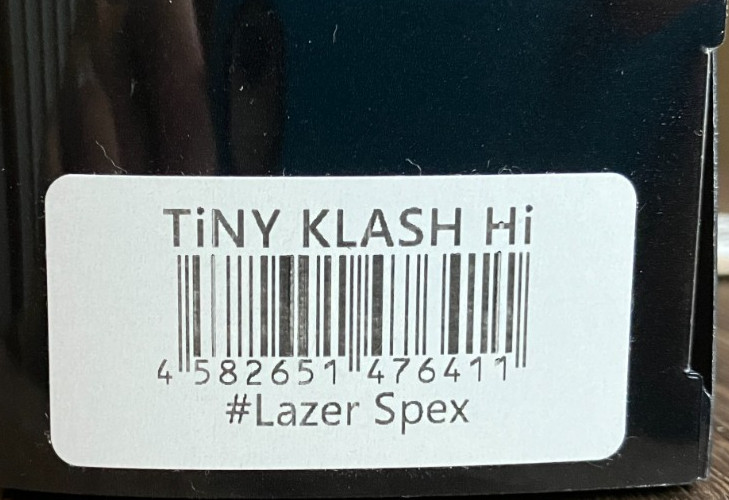 TiNY KLASH Hi
4 582651 476411
#Lazer Spex